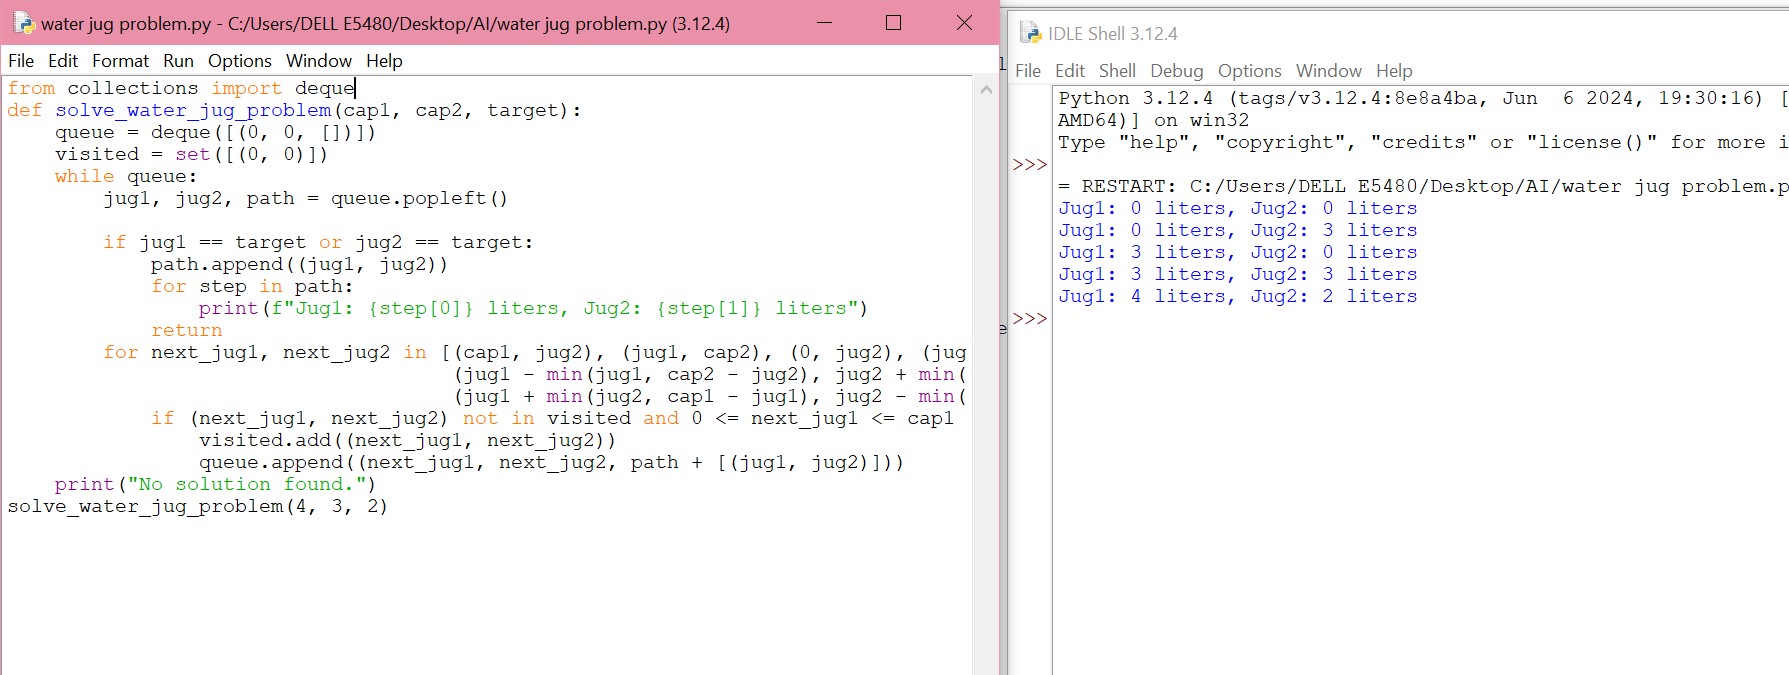 water jug problem.py - C:/Users/DELL E5480/Desktop/AI/water jug problem.py (3.12.4)
File Edit Format Run Options Window Help
from collections import deque
def solve_water_jug_problem(cap1, cap2, target):
    queue = deque([(0, 0, [])])
    visited = set([(0, 0)])
    while queue:
        jug1, jug2, path = queue.popleft()
        if jug1 == target or jug2 == target:
            path.append((jug1, jug2))
            for step in path:
                print(f"Jug1: {step[0]} liters, Jug2: {step[1]} liters")
            return
        for next_jug1, next_jug2 in [(cap1, jug2), (jug1, cap2), (0, jug2), (jug
                                     (jug1 - min(jug1, cap2 - jug2), jug2 + min(
                                     (jug1 + min(jug2, cap1 - jug1), jug2 - min(
            if (next_jug1, next_jug2) not in visited and 0 <= next_jug1 <= cap1
                visited.add((next_jug1, next_jug2))
                queue.append((next_jug1, next_jug2, path + [(jug1, jug2)]))
    print("No solution found.")
solve_water_jug_problem(4, 3, 2)
IDLE Shell 3.12.4
File Edit Shell Debug Options Window Help
Python 3.12.4 (tags/v3.12.4:8e8a4ba, Jun  6 2024, 19:30:16) [
AMD64)] on win32
Type "help", "copyright", "credits" or "license()" for more i
>>>
= RESTART: C:/Users/DELL E5480/Desktop/AI/water jug problem.p
Jug1: 0 liters, Jug2: 0 liters
Jug1: 0 liters, Jug2: 3 liters
Jug1: 3 liters, Jug2: 0 liters
Jug1: 3 liters, Jug2: 3 liters
Jug1: 4 liters, Jug2: 2 liters
>>>